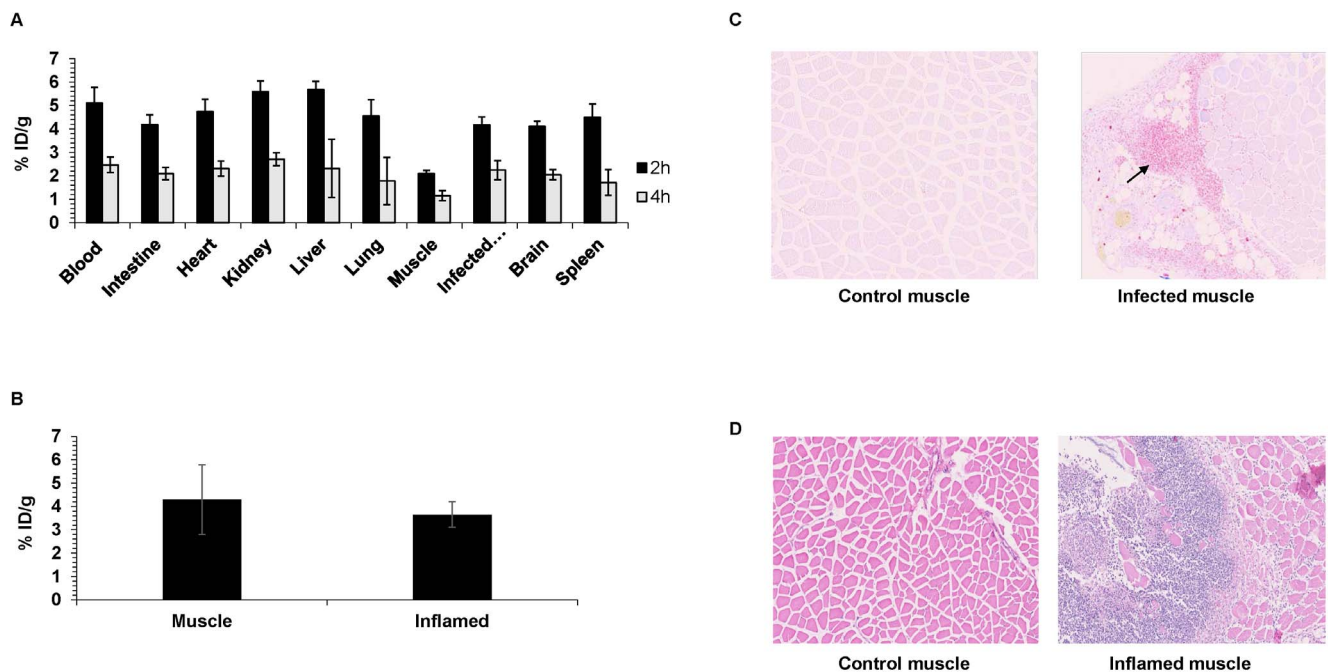 A
7
6
5
4
3
2
1
0
% ID/g
Blood
Intestine
Heart
Kidney
Liver
Lung
Muscle
Infected...
Brain
Spleen
2h
4h
B
7
6
5
4
3
2
1
0
% ID/g
Muscle
Inflamed
C
Control muscle
Infected muscle
D
Control muscle
Inflamed muscle